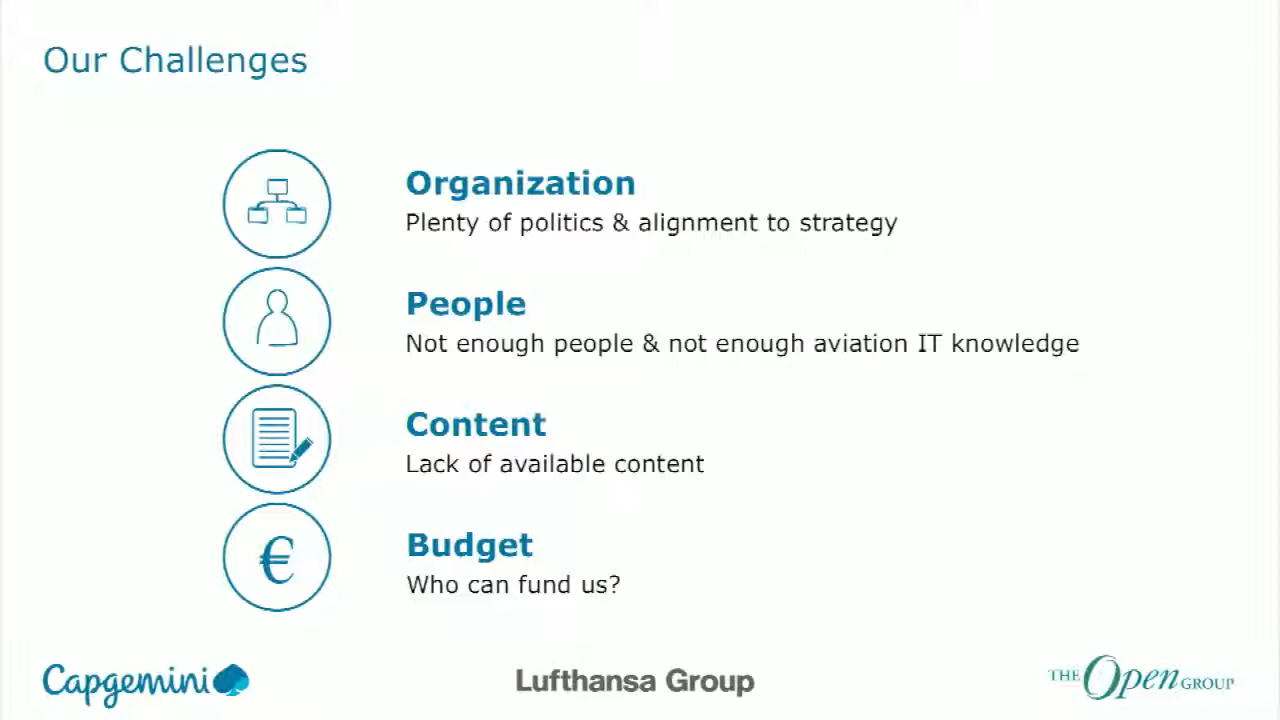 Our Challenges
Organization
Plenty of politics & alignment to strategy
People
Not enough people & not enough aviation IT knowledge
Content
Lack of available content
€
Budget
Who can fund us?
Capgemini
Lufthansa Group
THE Open GROUP